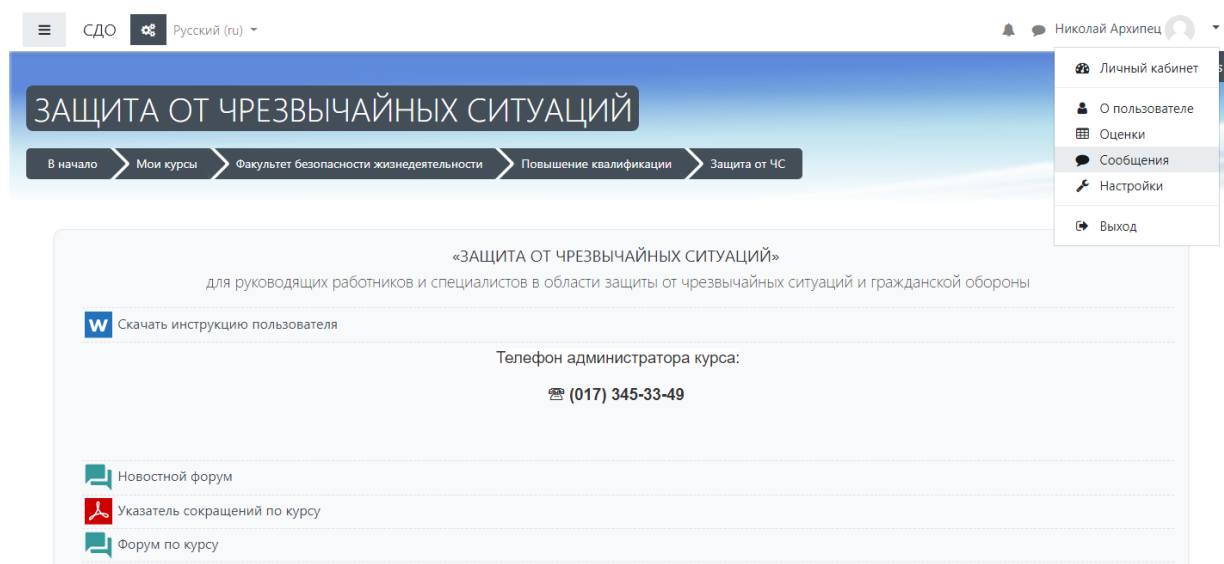 СДО Русский (ru) Николай Архипец
Личный кабинет
О пользователе
Оценки
Сообщения
Настройки
Выход
ЗАЩИТА ОТ ЧРЕЗВЫЧАЙНЫХ СИТУАЦИЙ
В начало Мои курсы Факультет безопасности жизнедеятельности Повышение квалификации Защита от ЧС
«ЗАЩИТА ОТ ЧРЕЗВЫЧАЙНЫХ СИТУАЦИЙ»
для руководящих работников и специалистов в области защиты от чрезвычайных ситуаций и гражданской обороны
Скачать инструкцию пользователя
Телефон администратора курса:
☎ (017) 345-33-49
Новостной форум
Указатель сокращений по курсу
Форум по курсу